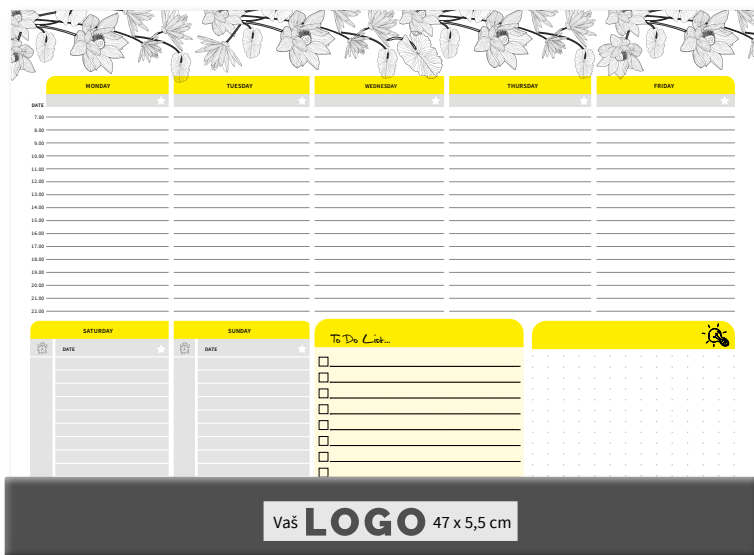 MONDAY TUESDAY WEDNESDAY THURSDAY FRIDAY
DATE
7.00
8.00
9.00
10.00
11.00
12.00
13.00
14.00
15.00
16.00
17.00
18.00
19.00
20.00
21.00
22.00
SATURDAY SUNDAY
To Do List...
DATE DATE
Vaš LOGO 47 x 5,5 cm